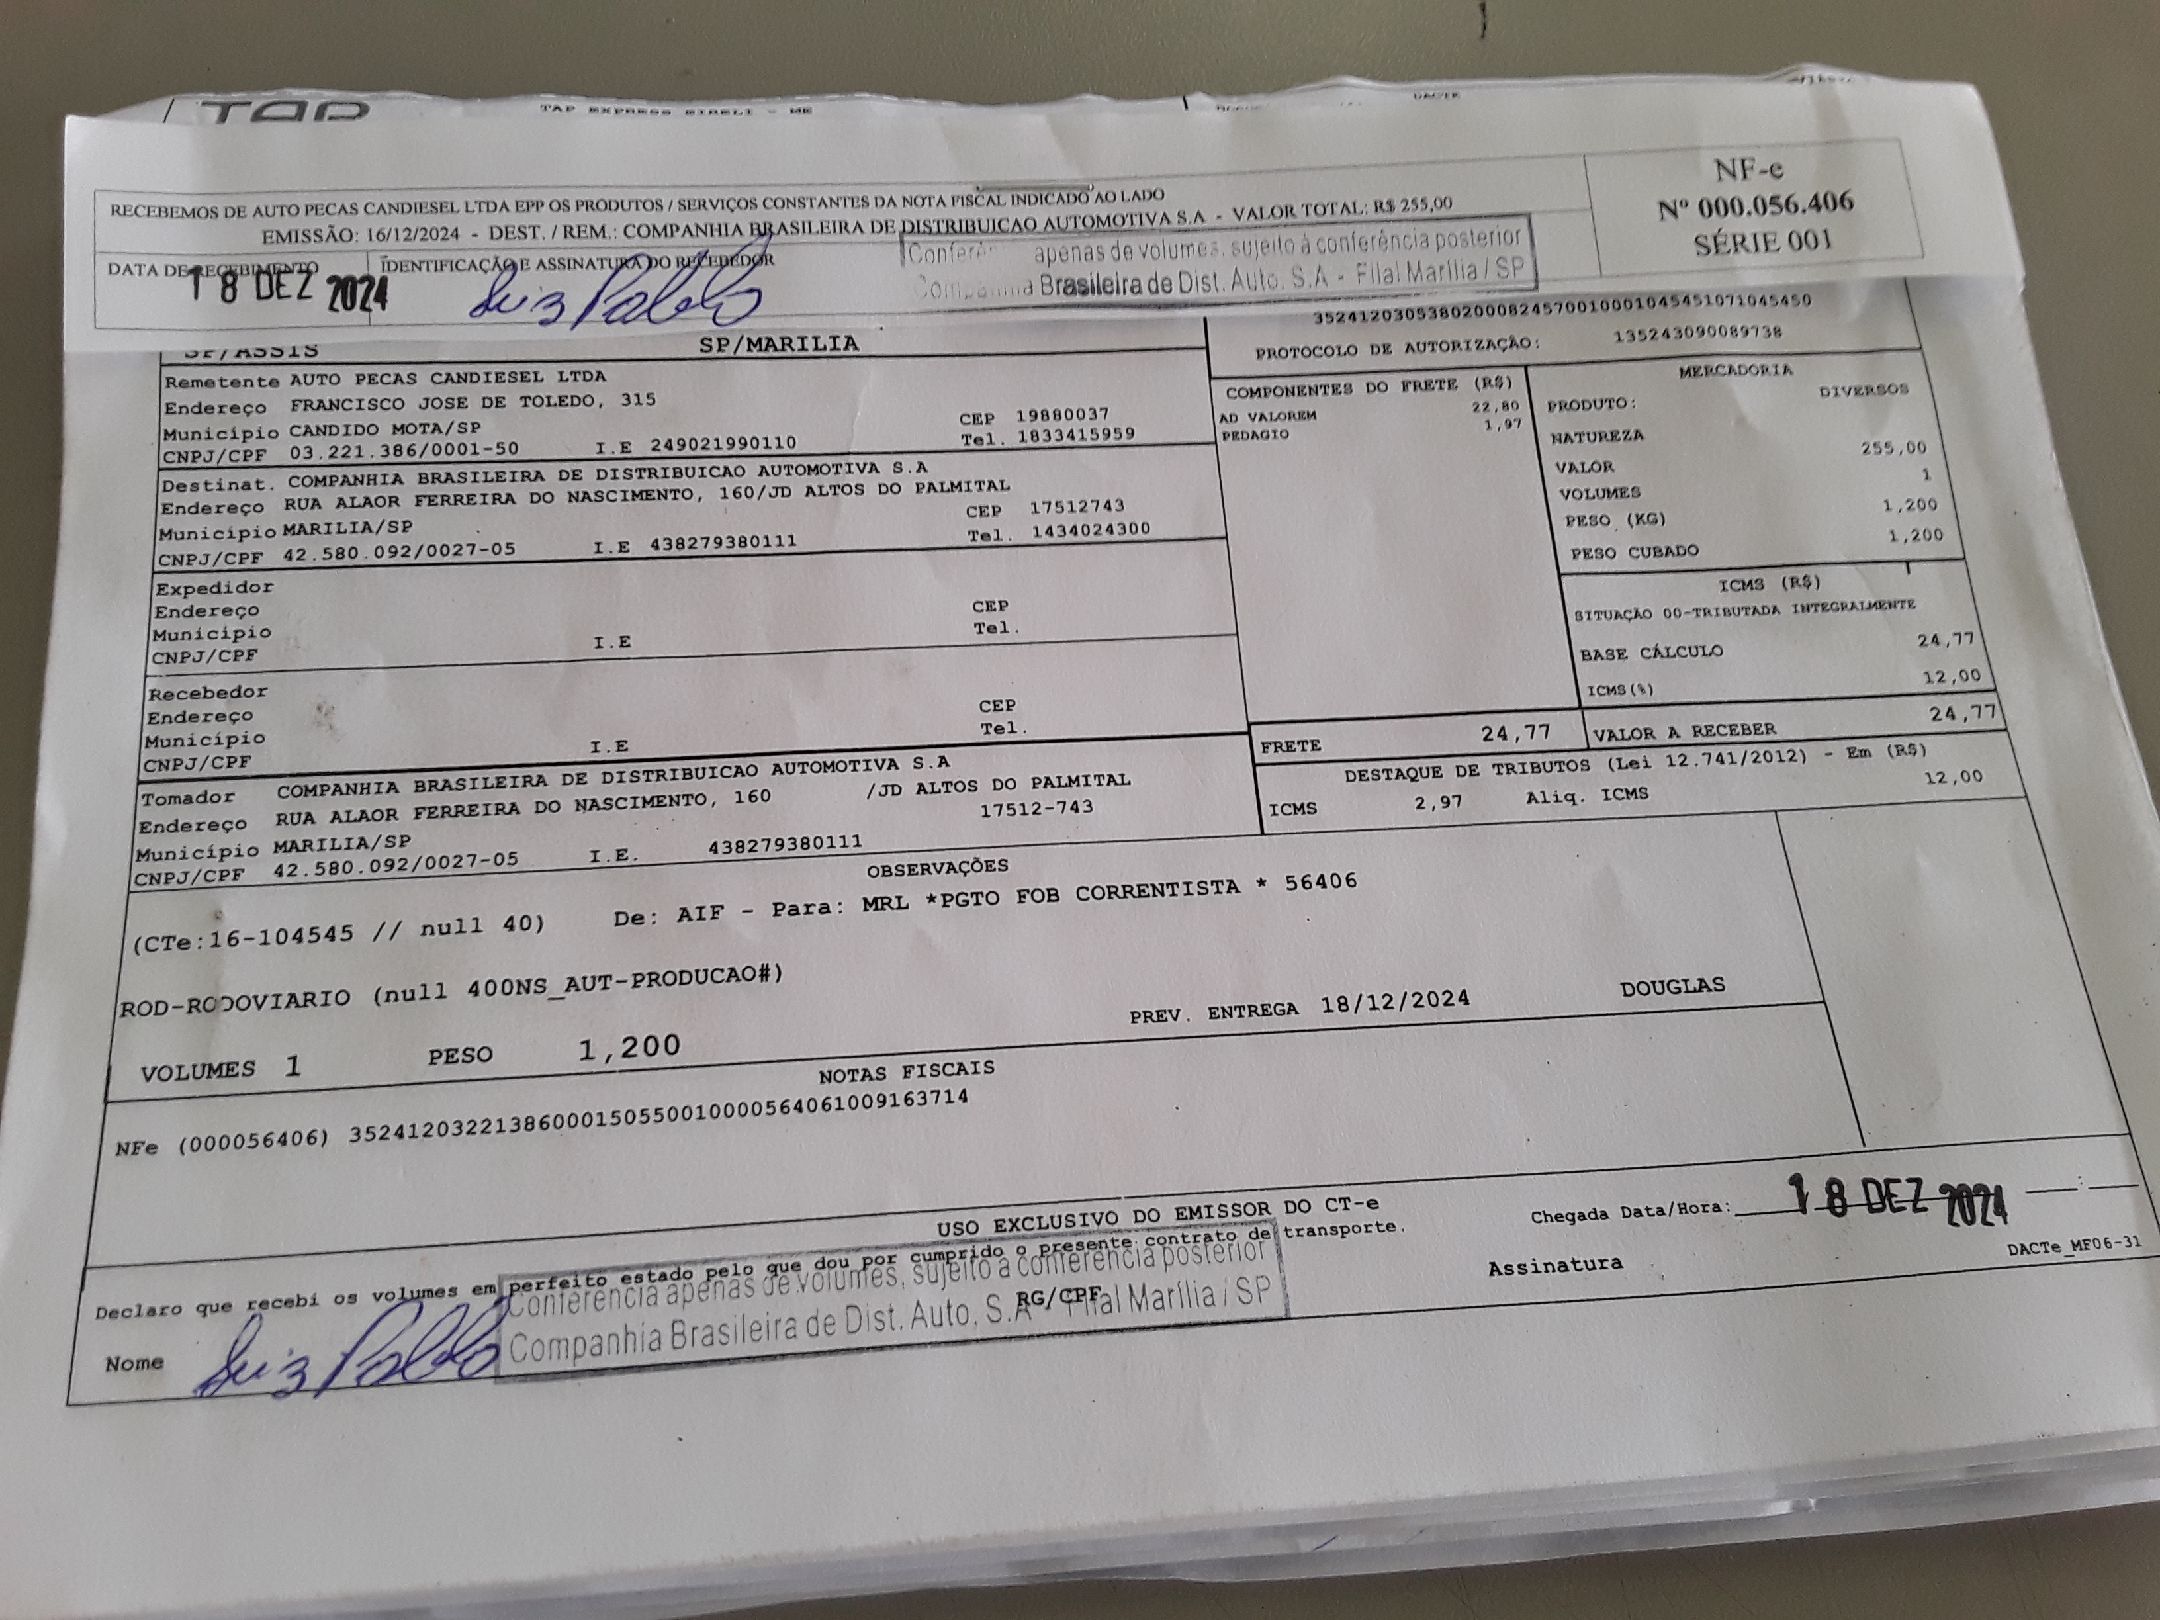 TAP
TAP EXPRESS EIRELI - ME
DACTE
RECEBEMOS DE AUTO PECAS CANDIESEL LTDA EPP OS PRODUTOS / SERVIÇOS CONSTANTES DA NOTA FISCAL INDICADO AO LADO
EMISSÃO: 16/12/2024 - DEST. / REM.: COMPANHIA BRASILEIRA DE DISTRIBUICAO AUTOMOTIVA S.A - VALOR TOTAL: R$ 255,00
NF-e
Nº 000.056.406
SÉRIE 001
DATA DE RECEBIMENTO
IDENTIFICAÇÃO E ASSINATURA DO RECEBEDOR
18 DEZ 2024
Luiz Pablo
apenas de volumes, sujeito à conferência posterior
Companhia Brasileira de Dist. Auto. S.A - Filal Marília / SP
35241203053802000824570010001045451071045450
SP/ASSIS SP/MARILIA
PROTOCOLO DE AUTORIZAÇÃO: 135243090089738
Remetente AUTO PECAS CANDIESEL LTDA
Endereço FRANCISCO JOSE DE TOLEDO, 315
Município CANDIDO MOTA/SP CEP 19880037
CNPJ/CPF 03.221.386/0001-50 I.E 249021990110 Tel. 1833415959
Destinat. COMPANHIA BRASILEIRA DE DISTRIBUICAO AUTOMOTIVA S.A
Endereço RUA ALAOR FERREIRA DO NASCIMENTO, 160/JD ALTOS DO PALMITAL
Município MARILIA/SP CEP 17512743
CNPJ/CPF 42.580.092/0027-05 I.E 438279380111 Tel. 1434024300
Expedidor
Endereço CEP
Município Tel.
CNPJ/CPF I.E
Recebedor
Endereço CEP
Município Tel.
CNPJ/CPF I.E
Tomador COMPANHIA BRASILEIRA DE DISTRIBUICAO AUTOMOTIVA S.A
Endereço RUA ALAOR FERREIRA DO NASCIMENTO, 160 /JD ALTOS DO PALMITAL
Município MARILIA/SP 17512-743
CNPJ/CPF 42.580.092/0027-05 I.E. 438279380111
COMPONENTES DO FRETE (R$)
AD VALOREM 22,80
PEDAGIO 1,97
MERCADORIA
PRODUTO: DIVERSOS
NATUREZA
VALOR 255,00
VOLUMES 1
PESO (KG) 1,200
PESO CUBADO 1,200
ICMS (R$)
SITUAÇÃO 00-TRIBUTADA INTEGRALMENTE
BASE CÁLCULO 24,77
ICMS(%) 12,00
FRETE 24,77 VALOR A RECEBER 24,77
DESTAQUE DE TRIBUTOS (Lei 12.741/2012) - Em (R$)
ICMS 2,97 Aliq. ICMS 12,00
OBSERVAÇÕES
(CTe:16-104545 // null 40) De: AIF - Para: MRL *PGTO FOB CORRENTISTA * 56406
ROD-RODOVIARIO (null 400NS_AUT-PRODUCAO#)
VOLUMES 1 PESO 1,200 PREV. ENTREGA 18/12/2024 DOUGLAS
NOTAS FISCAIS
NFe (000056406) 35241203221386000150550010000564061009163714
USO EXCLUSIVO DO EMISSOR DO CT-e
Declaro que recebi os volumes em perfeito estado pelo que dou por cumprido o presente contrato de transporte.
Chegada Data/Hora: 18 DEZ 2024 __:__
Conferência apenas de volumes, sujeito à conferência posterior
Companhia Brasileira de Dist. Auto, S.A - Filal Marília / SP
Nome Luiz Pablo RG/CPF Assinatura
DACTe_MF06-31